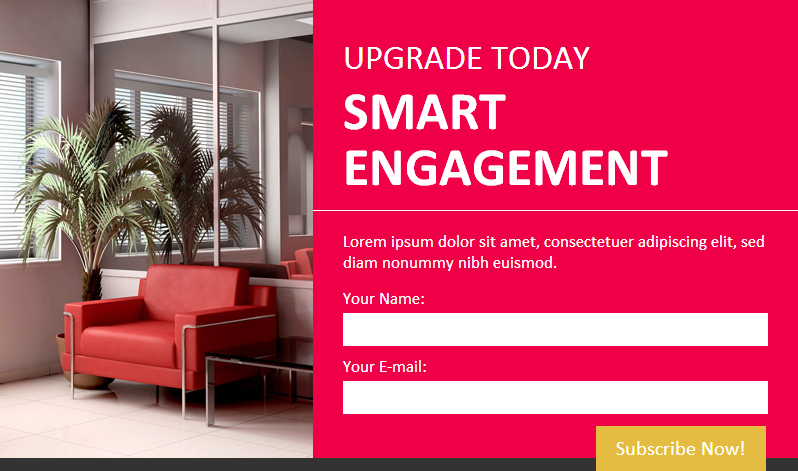 UPGRADE TODAY
SMART
ENGAGEMENT
Lorem ipsum dolor sit amet, consectetuer adipiscing elit, sed
diam nonummy nibh euismod.
Your Name:
Your E-mail:
Subscribe Now!